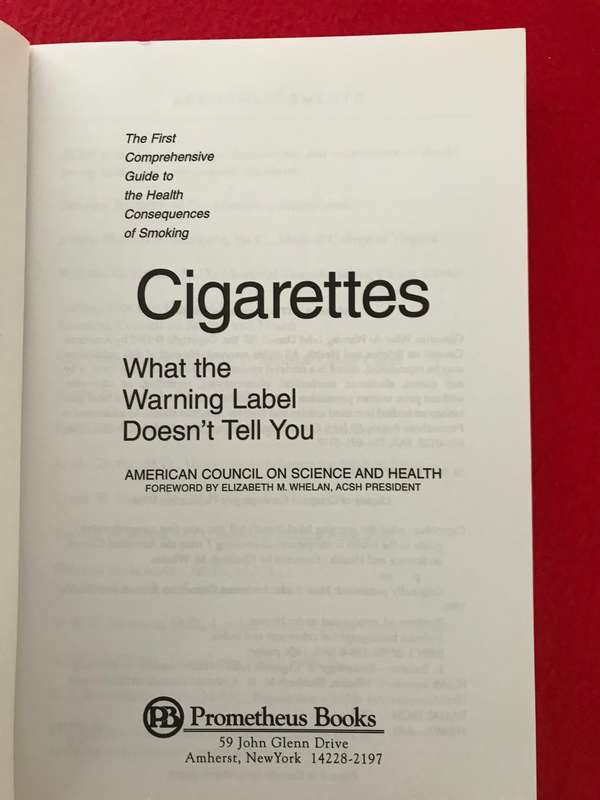 The First
Comprehensive
Guide to
the Health
Consequences
of Smoking
Cigarettes
What the
Warning Label
Doesn't Tell You
AMERICAN COUNCIL ON SCIENCE AND HEALTH
FOREWORD BY ELIZABETH M. WHELAN, ACSH PRESIDENT
PB Prometheus Books
59 John Glenn Drive
Amherst, NewYork 14228-2197